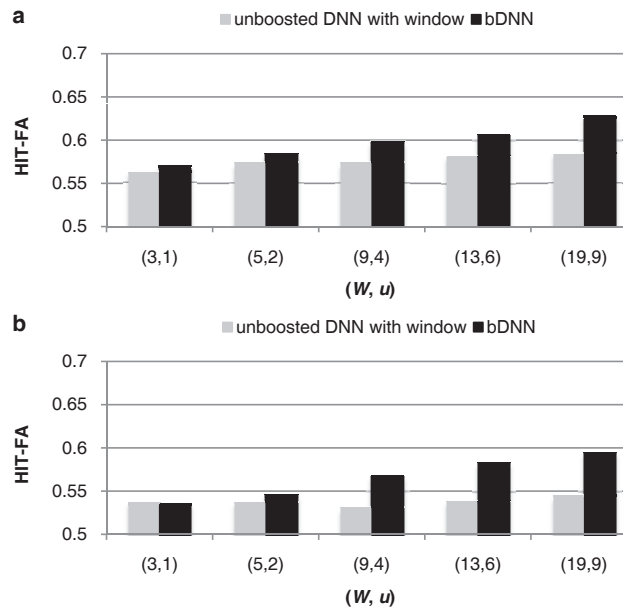 a
unboosted DNN with window bDNN
0.7
0.65
0.6
0.55
0.5
HIT-FA
(3,1) (5,2) (9,4) (13,6) (19,9)
(W, u)
b
unboosted DNN with window bDNN
0.7
0.65
0.6
0.55
0.5
HIT-FA
(3,1) (5,2) (9,4) (13,6) (19,9)
(W, u)